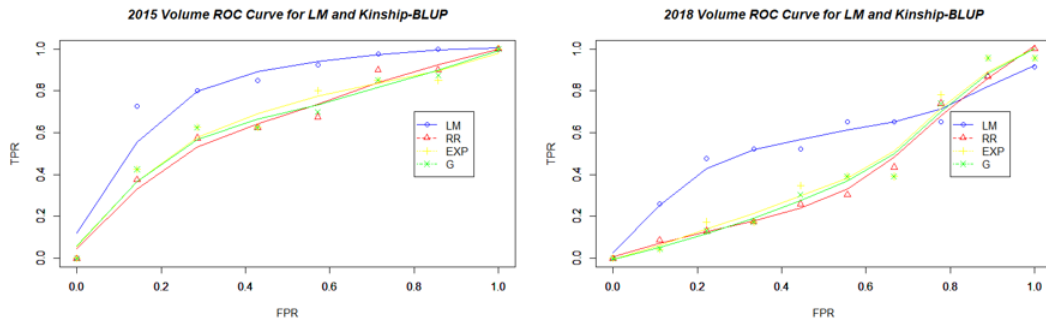 2015 Volume ROC Curve for LM and Kinship-BLUP
TPR
1.0
0.8
0.6
0.4
0.2
0.0
LM
RR
EXP
G
0.0 0.2 0.4 0.6 0.8 1.0
FPR
2018 Volume ROC Curve for LM and Kinship-BLUP
TPR
1.0
0.8
0.6
0.4
0.2
0.0
LM
RR
EXP
G
0.0 0.2 0.4 0.6 0.8 1.0
FPR